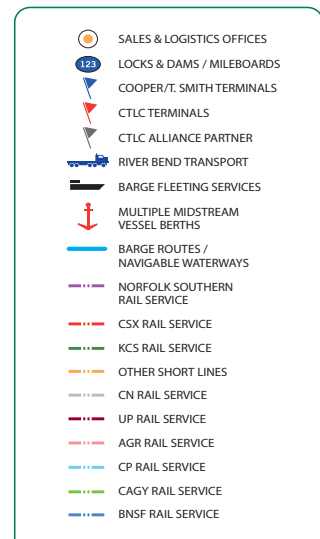 SALES & LOGISTICS OFFICES
123 LOCKS & DAMS / MILEBOARDS
COOPER/T. SMITH TERMINALS
CTLC TERMINALS
CTLC ALLIANCE PARTNER
RIVER BEND TRANSPORT
BARGE FLEETING SERVICES
MULTIPLE MIDSTREAM
VESSEL BERTHS
BARGE ROUTES /
NAVIGABLE WATERWAYS
NORFOLK SOUTHERN
RAIL SERVICE
CSX RAIL SERVICE
KCS RAIL SERVICE
OTHER SHORT LINES
CN RAIL SERVICE
UP RAIL SERVICE
AGR RAIL SERVICE
CP RAIL SERVICE
CAGY RAIL SERVICE
BNSF RAIL SERVICE